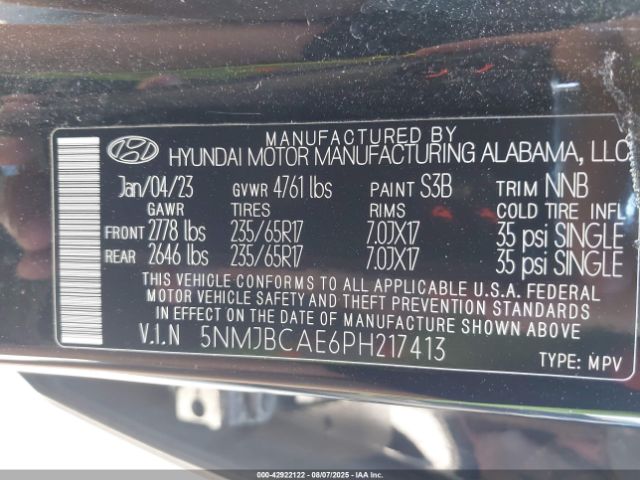 MANUFACTURED BY
HYUNDAI MOTOR MANUFACTURING ALABAMA, LLC
Jan/04/23 GVWR 4761 lbs PAINT S3B TRIM NNB
GAWR TIRES RIMS COLD TIRE INFL
FRONT 2778 lbs 235/65R17 7.0JX17 35 psi SINGLE
REAR 2646 lbs 235/65R17 7.0JX17 35 psi SINGLE
THIS VEHICLE CONFORMS TO ALL APPLICABLE U.S.A. FEDERAL
MOTOR VEHICLE SAFETY AND THEFT PREVENTION STANDARDS
IN EFFECT ON THE DATE OF MANUFACTURE SHOWN ABOVE.
V.I.N 5NMJBCAE6PH217413
TYPE: MPV
000-42922122 - 08/07/2025 - IAAI.com